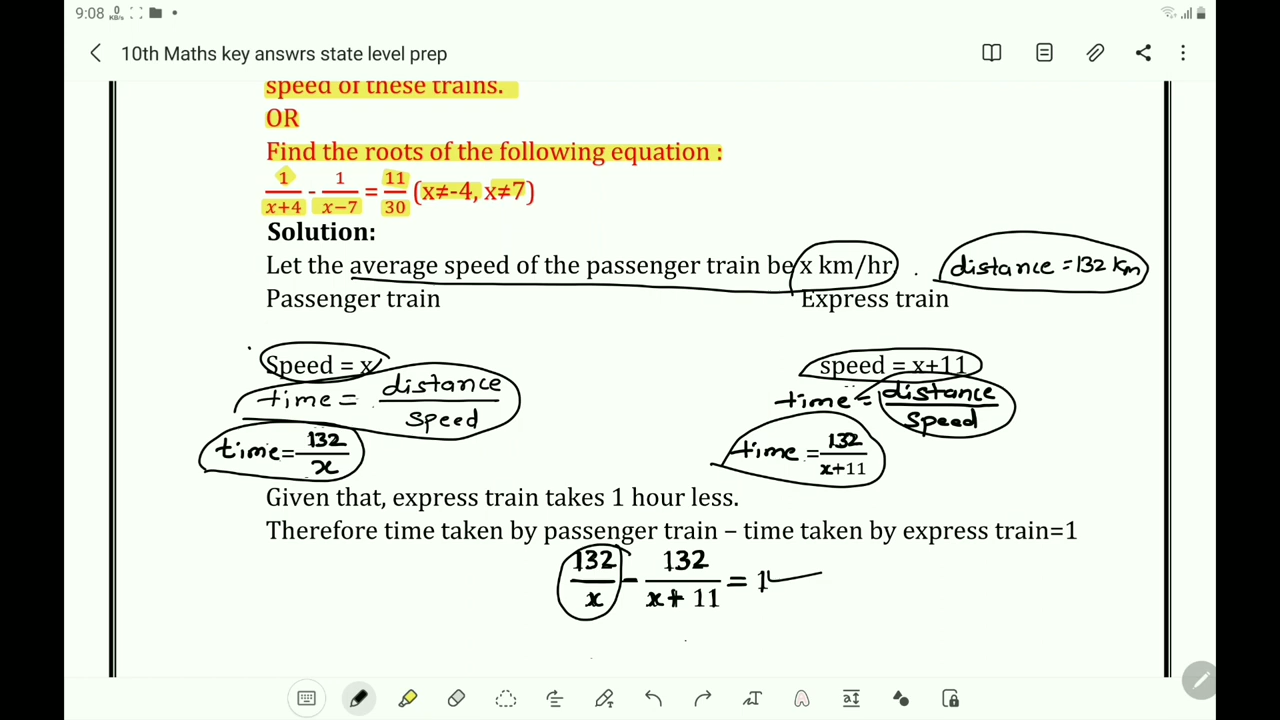 9:08 0 KB/s
10th Maths key answrs state level prep
speed of these trains.
OR
Find the roots of the following equation :
1/x+4 - 1/x−7 = 11/30 (x≠-4, x≠7)
Solution:
Let the average speed of the passenger train be x km/hr. distance = 132 km
Passenger train Express train
Speed = x speed = x+11
time = distance/speed time = distance/speed
time = 132/x time = 132/x+11
Given that, express train takes 1 hour less.
Therefore time taken by passenger train – time taken by express train=1
132/x - 132/x+11 = 1